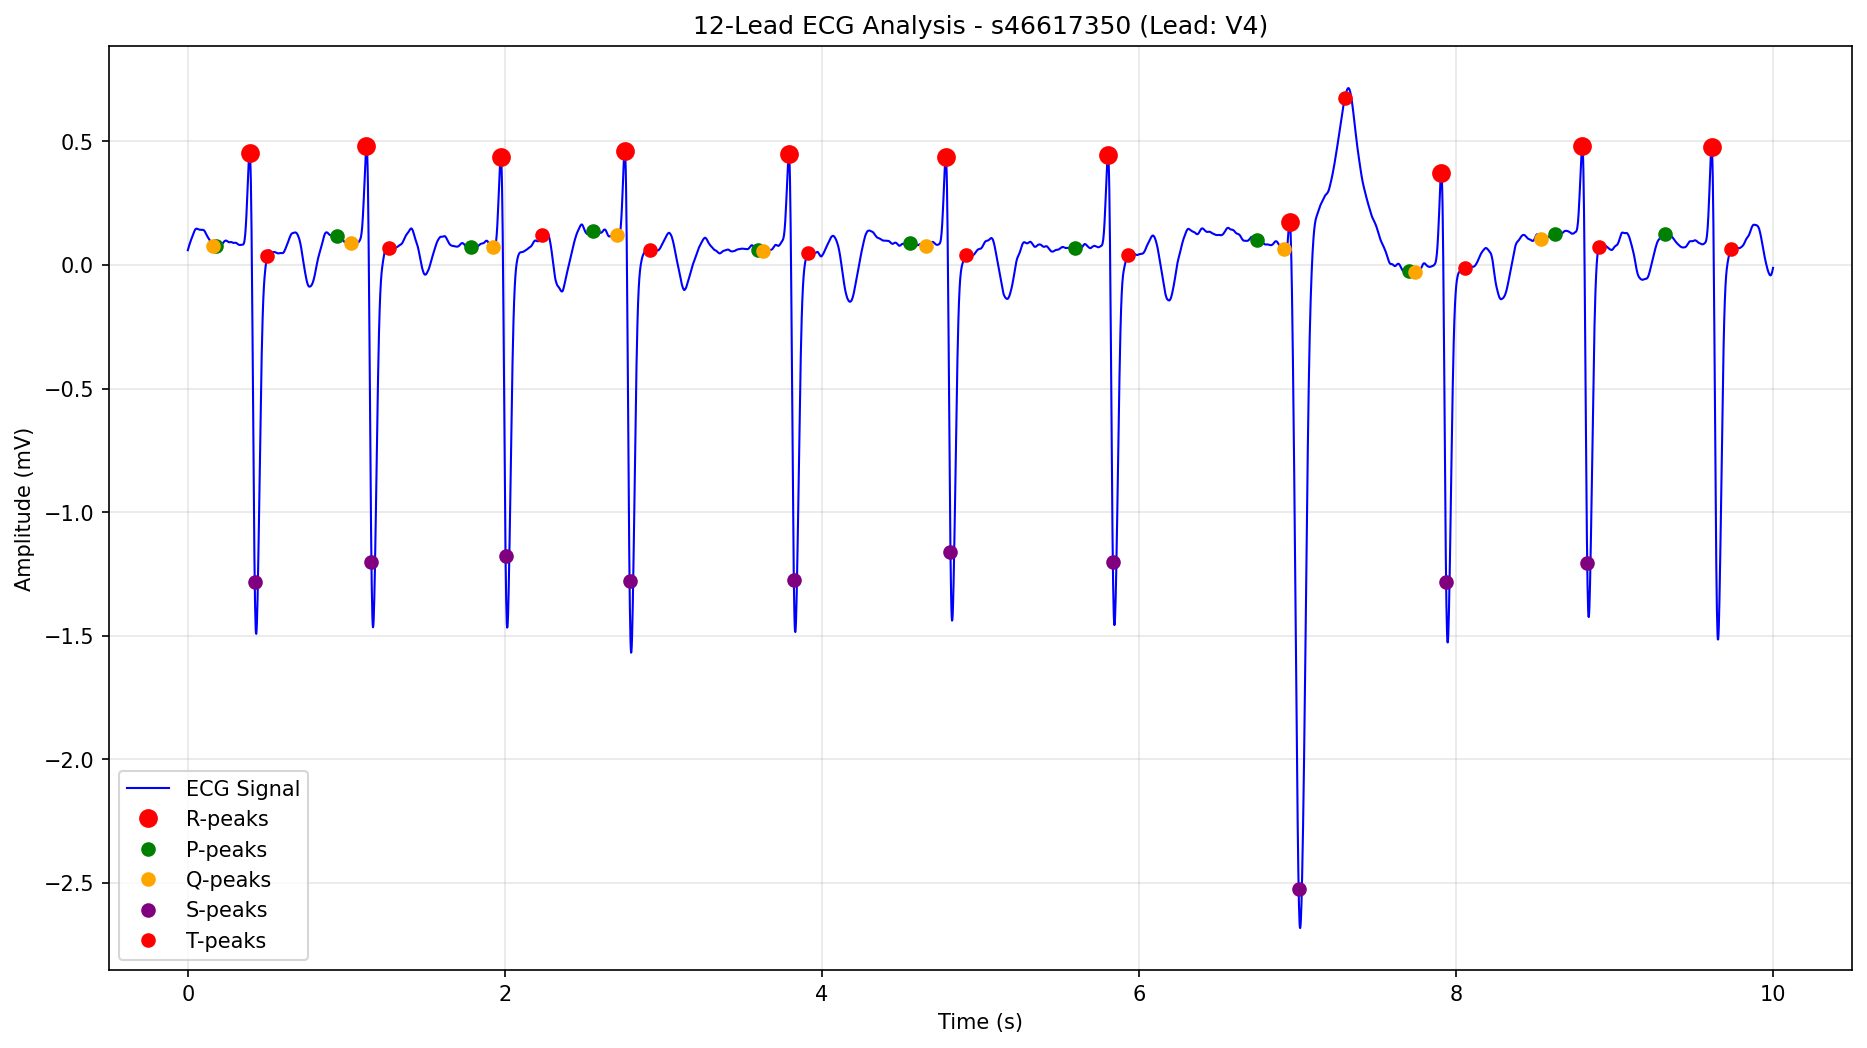 12-Lead ECG Analysis - s46617350 (Lead: V4)
Amplitude (mV)
0.5
0.0
−0.5
−1.0
−1.5
−2.0
−2.5
ECG Signal
R-peaks
P-peaks
Q-peaks
S-peaks
T-peaks
0 2 4 6 8 10
Time (s)